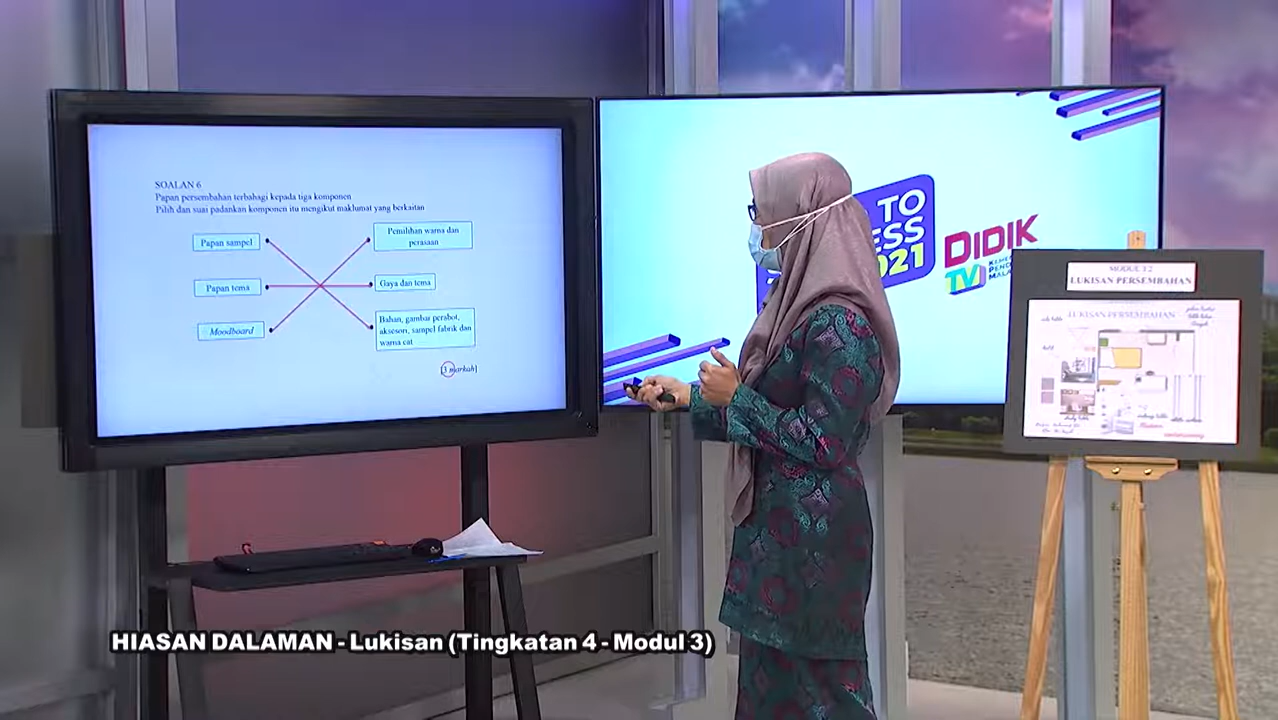 SOALAN 6
Papan persembahan terbahagi kepada tiga komponen
Pilih dan suai padankan komponen itu mengikut maklumat yang berkaitan
Papan sampel
Pemilihan warna dan
perasaan
Papan tema
Gaya dan tema
Moodboard
Bahan, gambar perabot,
aksesori, sampel fabrik dan
warna cat
[3 markah]
TO
ESS
2021
DIDIK
TV
MODUL 3.2
LUKISAN PERSEMBAHAN
LUKISAN PERSEMBAHAN
HIASAN DALAMAN - Lukisan (Tingkatan 4 - Modul 3)